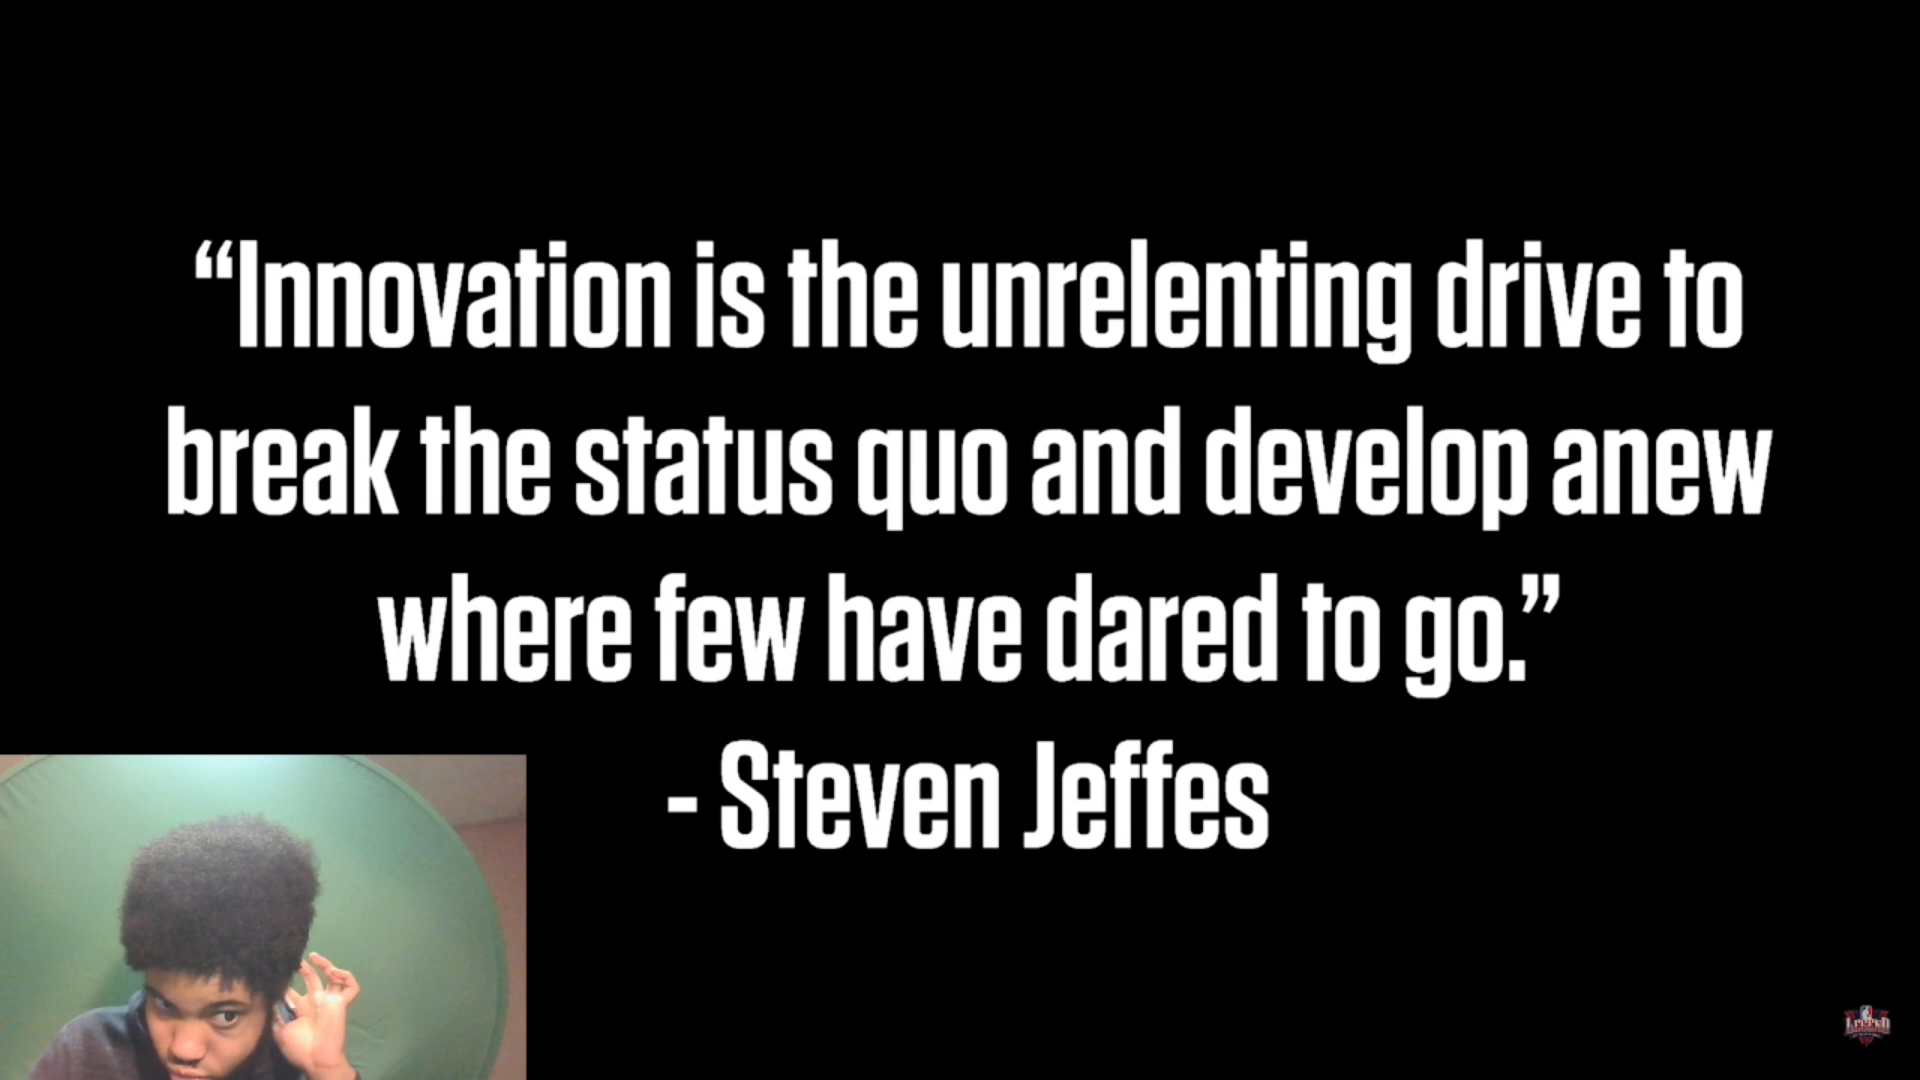 “Innovation is the unrelenting drive to
break the status quo and develop anew
where few have dared to go.”
- Steven Jeffes
LEGEND